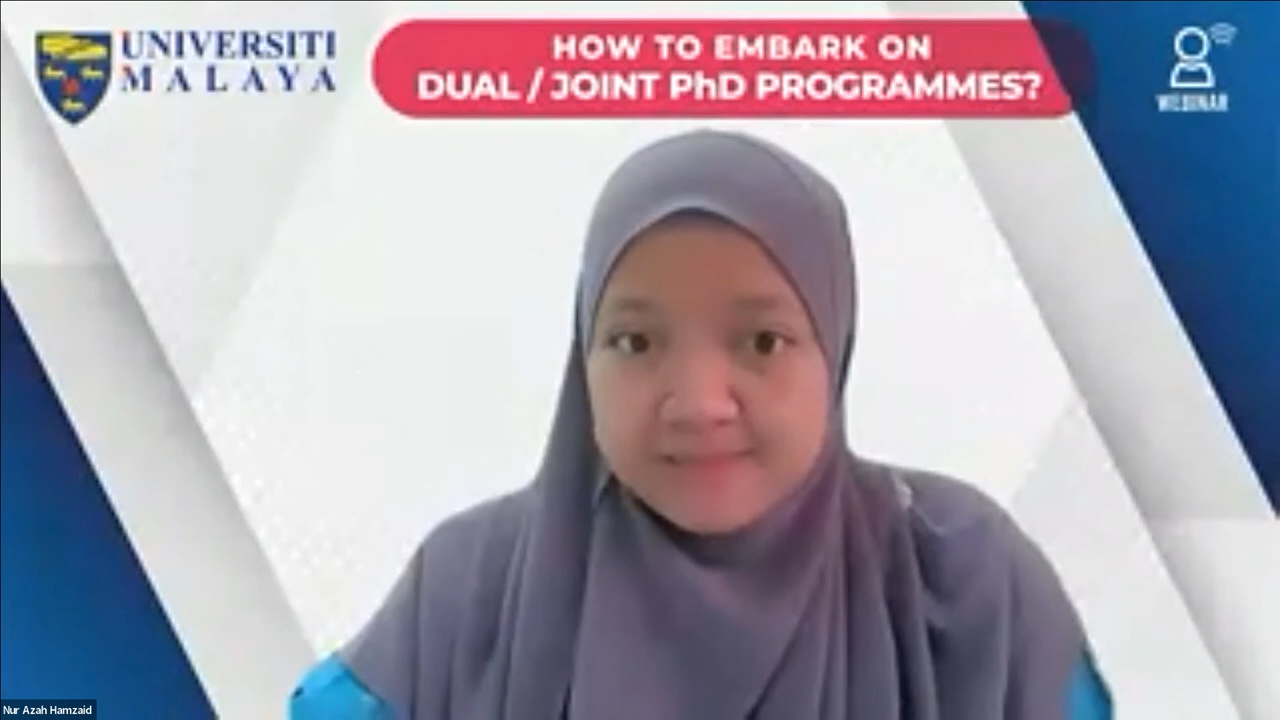 UNIVERSITI
MALAYA
HOW TO EMBARK ON
DUAL / JOINT PhD PROGRAMMES?
WEBINAR
Nur Azah Hamzaid